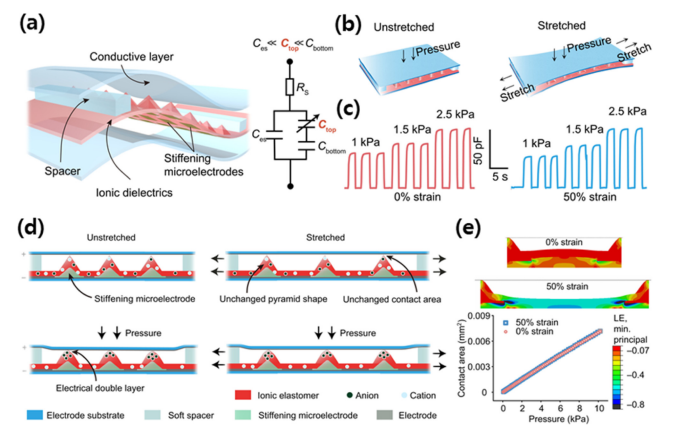 (a)
Conductive layer
Spacer
Ionic dielectrics
Stiffening
microelectrodes
Ces ≪ Ctop ≪ Cbottom
RS
Ces
Ctop
Cbottom
(b)
Unstretched
Pressure
Stretched
Pressure
Stretch
Stretch
(c)
1 kPa
1.5 kPa
2.5 kPa
0% strain
50 pF
5 s
1 kPa
1.5 kPa
2.5 kPa
50% strain
(d)
Unstretched
Stretched
+
−
Stiffening microelectrode
Unchanged pyramid shape
Unchanged contact area
Pressure
Pressure
+
−
Electrical double layer
Ionic elastomer
Anion
Cation
Electrode substrate
Soft spacer
Stiffening microelectrode
Electrode
(e)
0% strain
50% strain
Contact area (mm²)
0.009
0.006
0.003
0
50% strain
0% strain
0 2 4 6 8 10
Pressure (kPa)
LE,
min.
principal
−0.07
−0.4
−0.8